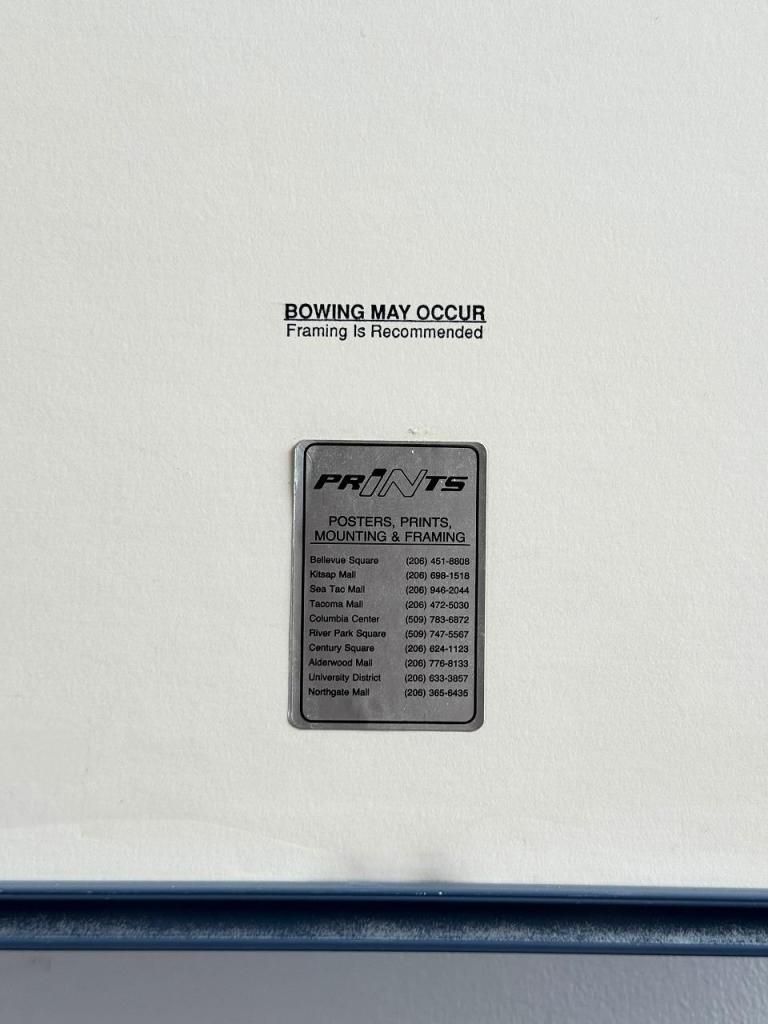 BOWING MAY OCCUR
Framing Is Recommended
PRINTS
POSTERS, PRINTS,
MOUNTING & FRAMING
Bellevue Square (206) 451-8808
Kitsap Mall (206) 698-1518
Sea Tac Mall (206) 946-2044
Tacoma Mall (206) 472-5030
Columbia Center (509) 783-6872
River Park Square (509) 747-5567
Century Square (206) 624-1123
Alderwood Mall (206) 776-8133
University District (206) 633-3857
Northgate Mall (206) 365-6435